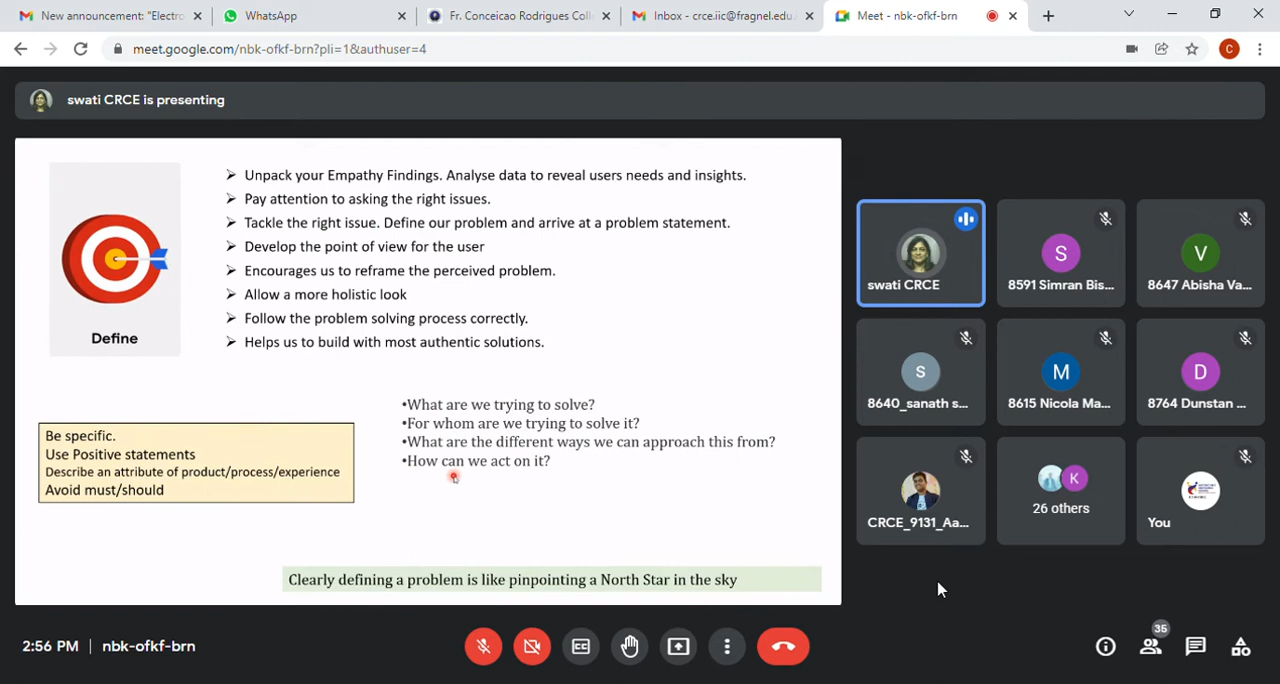 New announcement: "Electro
WhatsApp
Fr. Conceicao Rodrigues Coll
Inbox - crce.iic@fragnel.edu.
Meet - nbk-ofkf-brn
meet.google.com/nbk-ofkf-brn?pli=1&authuser=4
C
swati CRCE is presenting
Define
➢ Unpack your Empathy Findings. Analyse data to reveal users needs and insights.
➢ Pay attention to asking the right issues.
➢ Tackle the right issue. Define our problem and arrive at a problem statement.
➢ Develop the point of view for the user
➢ Encourages us to reframe the perceived problem.
➢ Allow a more holistic look
➢ Follow the problem solving process correctly.
➢ Helps us to build with most authentic solutions.
Be specific.
Use Positive statements
Describe an attribute of product/process/experience
Avoid must/should
•What are we trying to solve?
•For whom are we trying to solve it?
•What are the different ways we can approach this from?
•How can we act on it?
Clearly defining a problem is like pinpointing a North Star in the sky
swati CRCE
S
8591 Simran Bis...
V
8647 Abisha Va...
S
8640_sanath s...
M
8615 Nicola Ma...
D
8764 Dunstan ...
CRCE_9131_Aa...
K
26 others
You
2:56 PM | nbk-ofkf-brn
35